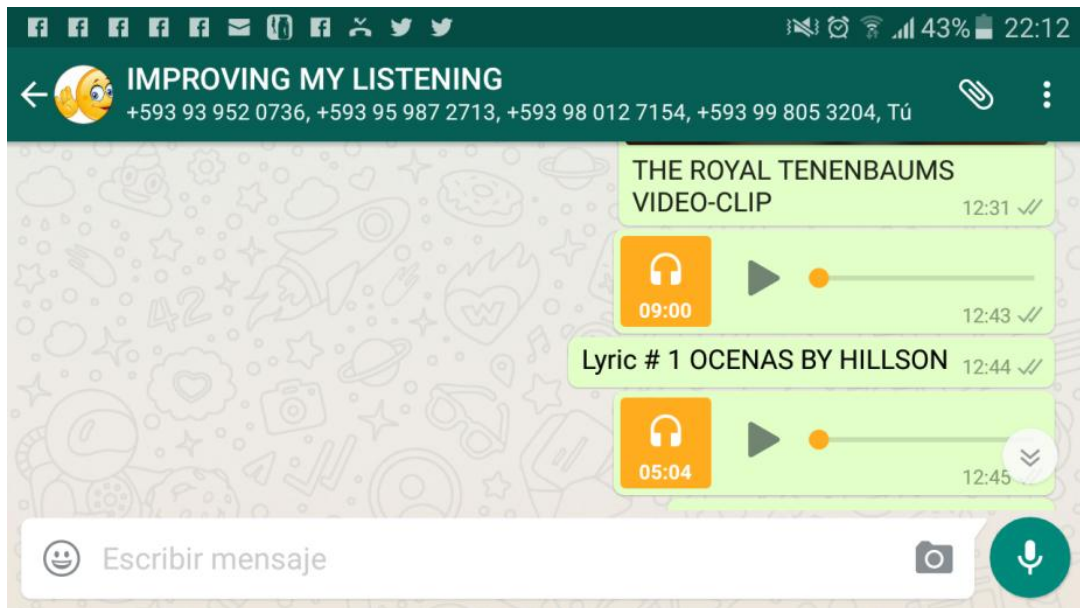 43% 22:12
IMPROVING MY LISTENING
+593 93 952 0736, +593 95 987 2713, +593 98 012 7154, +593 99 805 3204, Tú
THE ROYAL TENENBAUMS
VIDEO-CLIP 12:31
09:00 12:43
Lyric # 1 OCENAS BY HILLSON 12:44
05:04 12:45
Escribir mensaje